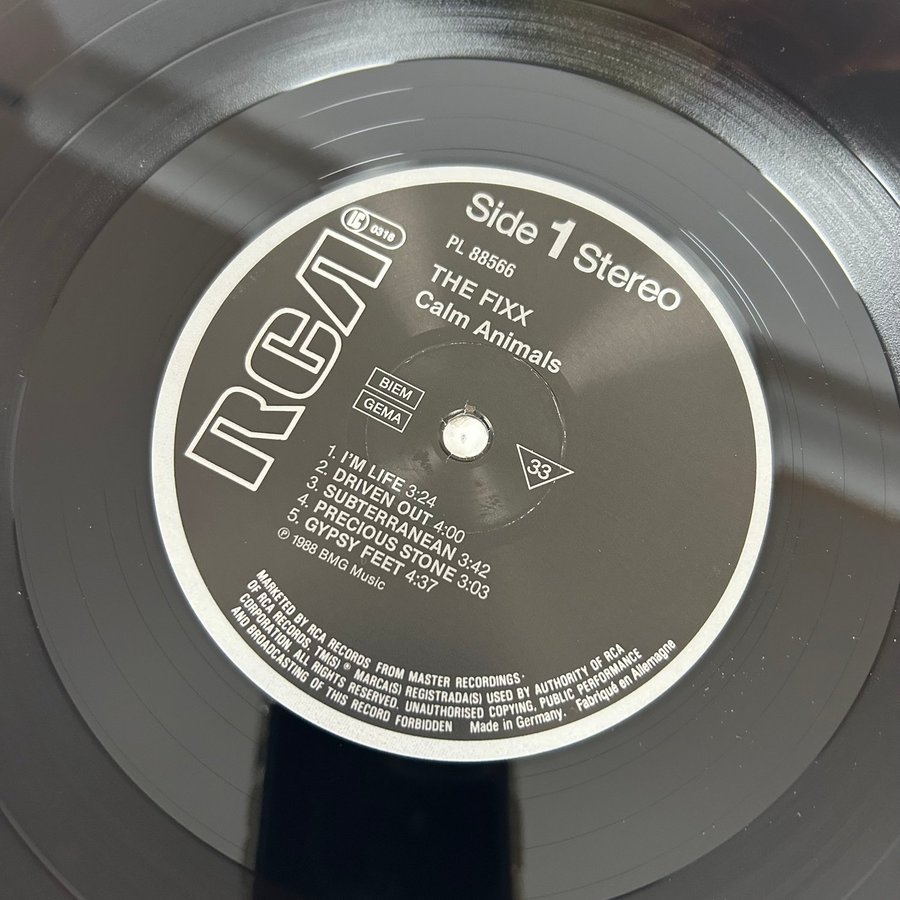 Side 1 Stereo
LC 0316
RCA
PL 88566
THE FIXX
Calm Animals
BIEM
GEMA
33
1. I'M LIFE 3:24
2. DRIVEN OUT 4:00
3. SUBTERRANEAN 3:42
4. PRECIOUS STONE 3:03
5. GYPSY FEET 4:37
℗ 1988 BMG Music
MARKETED BY RCA RECORDS FROM MASTER RECORDINGS.
OF RCA RECORDS, TM(S) ® MARCA(S) REGISTRADA(S) USED BY AUTHORITY OF RCA
CORPORATION. ALL RIGHTS RESERVED. UNAUTHORISED COPYING, PUBLIC PERFORMANCE
AND BROADCASTING OF THIS RECORD FORBIDDEN Made in Germany. Fabriqué en Allemagne